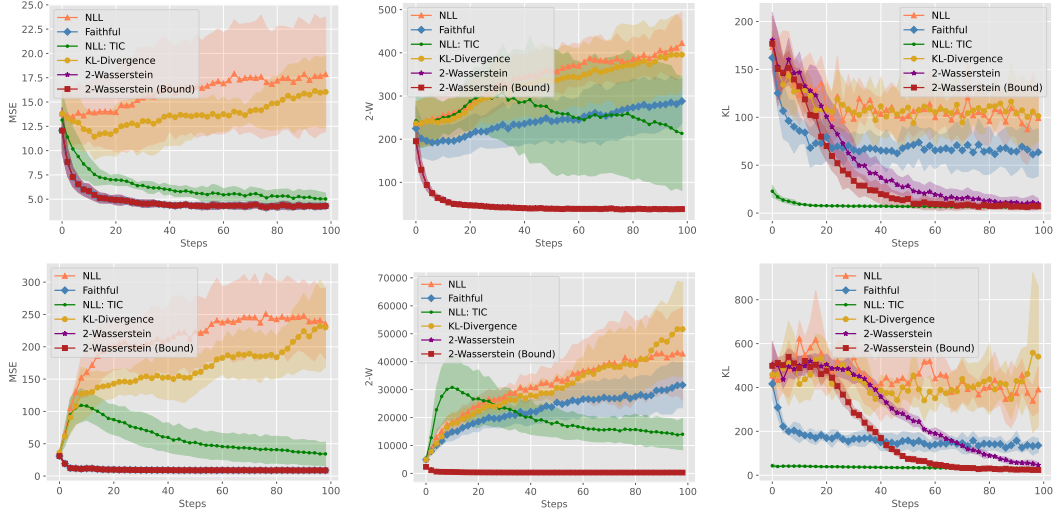 25.0
22.5
20.0
17.5
15.0
12.5
10.0
7.5
5.0
MSE
0 20 40 60 80 100
Steps
NLL
Faithful
NLL: TIC
KL-Divergence
2-Wasserstein
2-Wasserstein (Bound)
500
400
300
200
100
2-W
0 20 40 60 80 100
Steps
NLL
Faithful
NLL: TIC
KL-Divergence
2-Wasserstein
2-Wasserstein (Bound)
200
150
100
50
0
KL
0 20 40 60 80 100
Steps
NLL
Faithful
NLL: TIC
KL-Divergence
2-Wasserstein
2-Wasserstein (Bound)
300
250
200
150
100
50
0
MSE
0 20 40 60 80 100
Steps
NLL
Faithful
NLL: TIC
KL-Divergence
2-Wasserstein
2-Wasserstein (Bound)
70000
60000
50000
40000
30000
20000
10000
0
2-W
0 20 40 60 80 100
Steps
NLL
Faithful
NLL: TIC
KL-Divergence
2-Wasserstein
2-Wasserstein (Bound)
800
600
400
200
0
KL
0 20 40 60 80 100
Steps
NLL
Faithful
NLL: TIC
KL-Divergence
2-Wasserstein
2-Wasserstein (Bound)